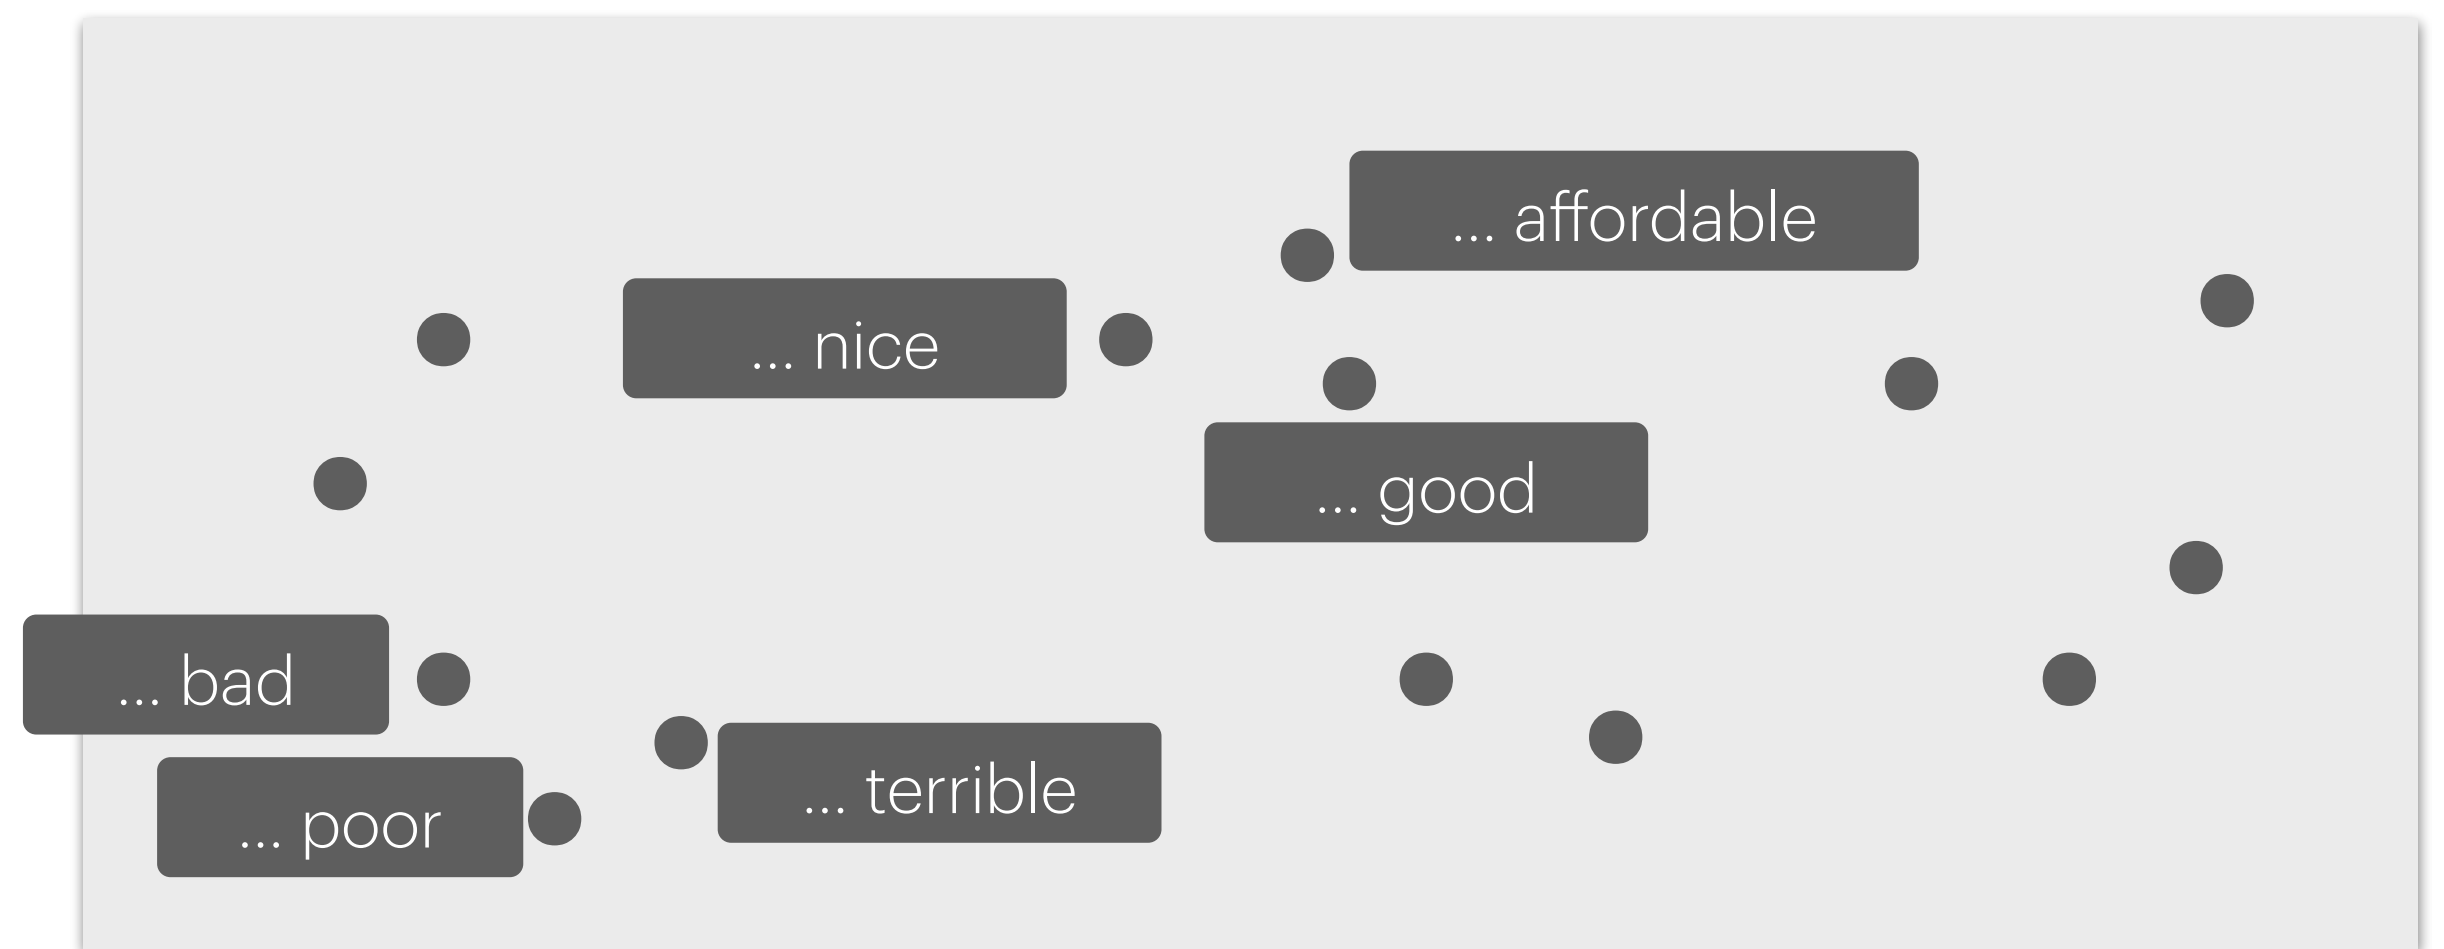 ... affordable
... nice
... good
... bad
... terrible
... poor